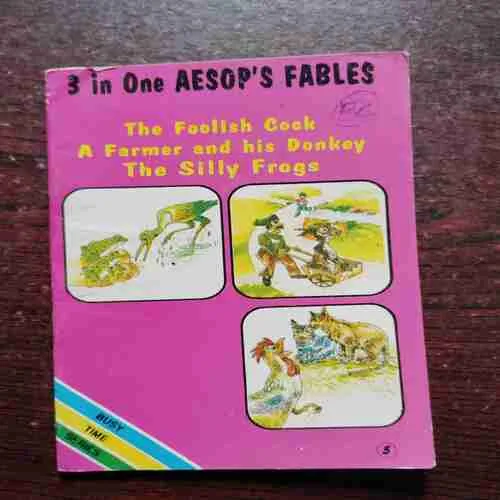 3 in One AESOP'S FABLES
The Foolish Cock
A Farmer and his Donkey
The Silly Frogs
BUSY
TIME
SERIES
5